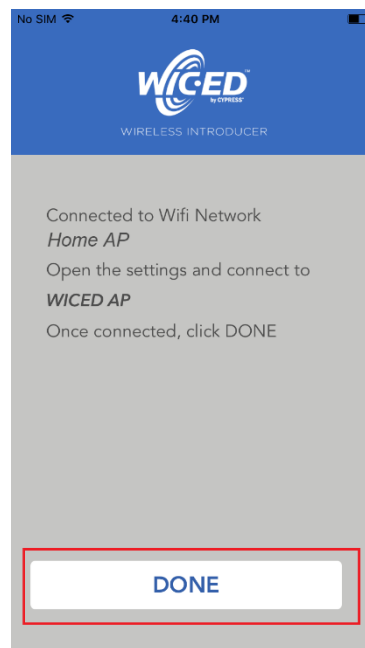 No SIM 4:40 PM
WICED™
by CYPRESS®
WIRELESS INTRODUCER
Connected to Wifi Network
Home AP
Open the settings and connect to
WICED AP
Once connected, click DONE
DONE